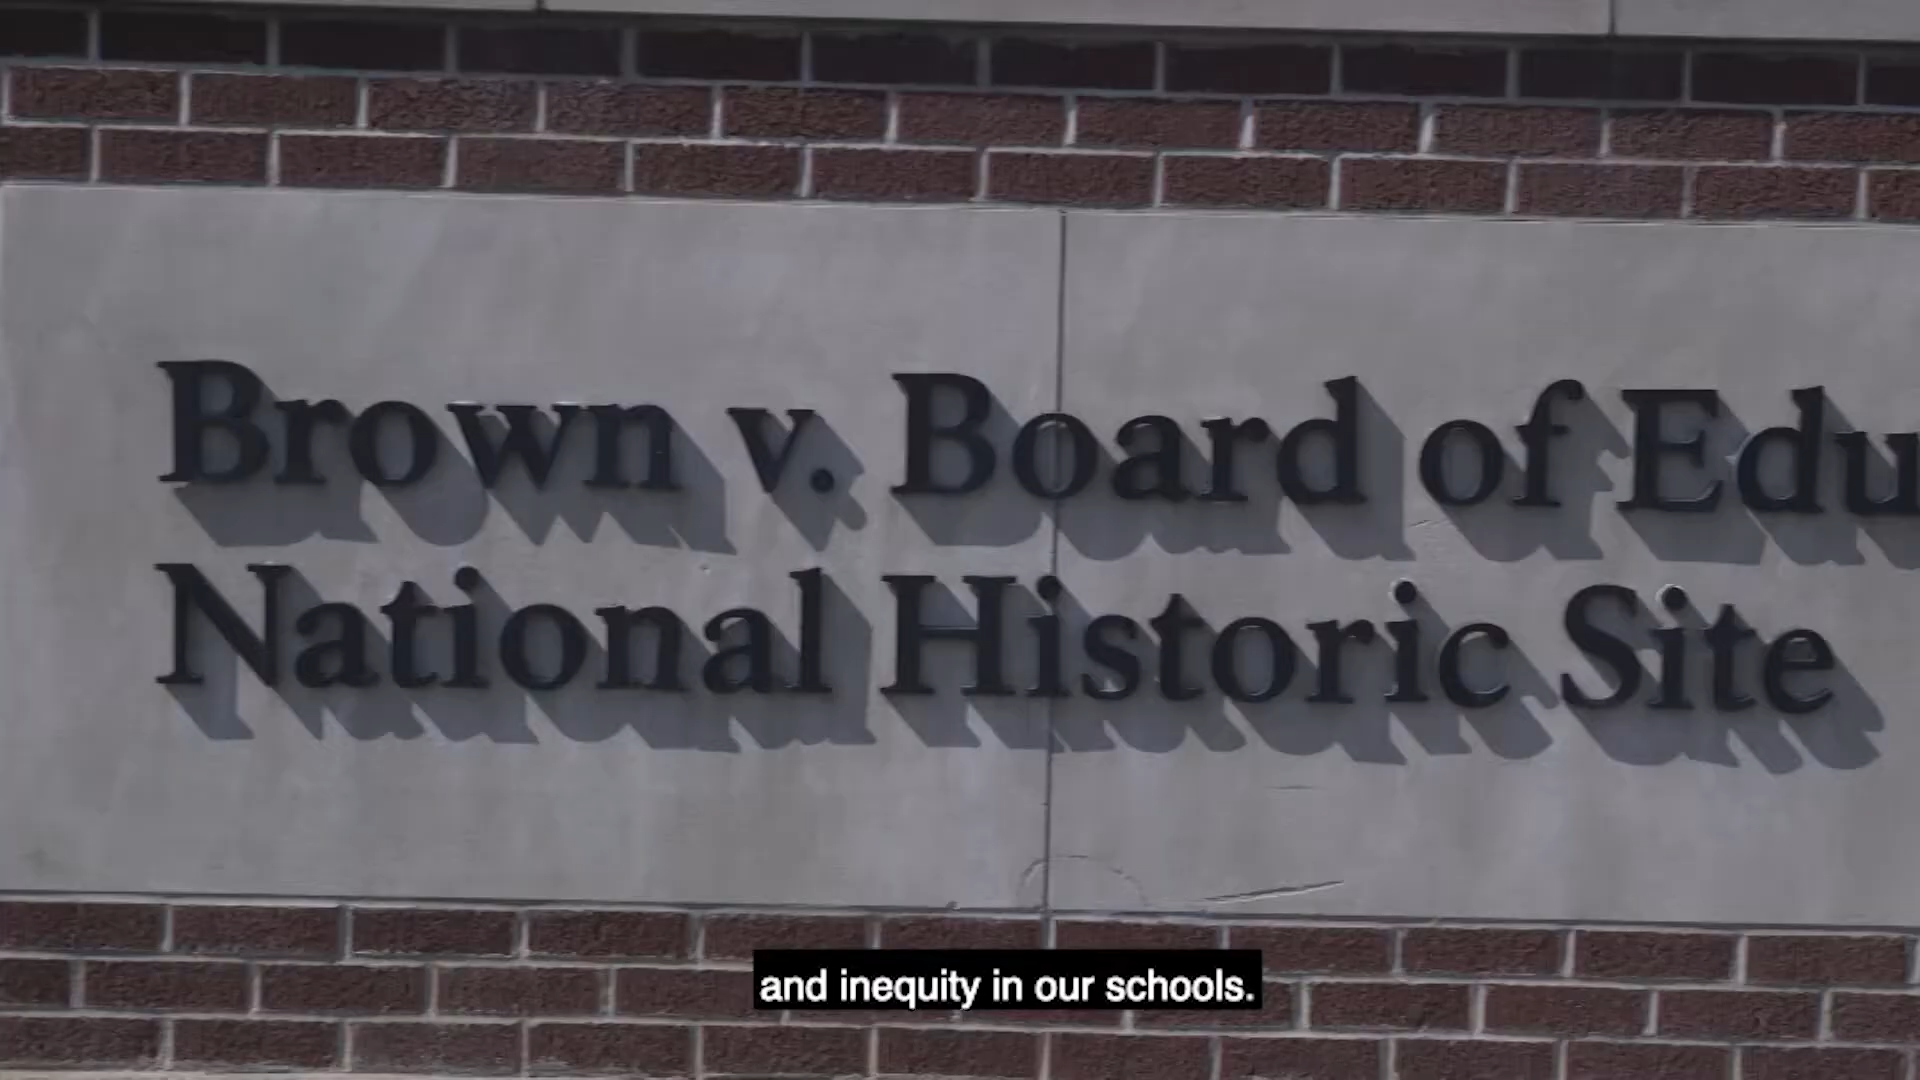 Brown v. Board of Edu
National Historic Site
and inequity in our schools.